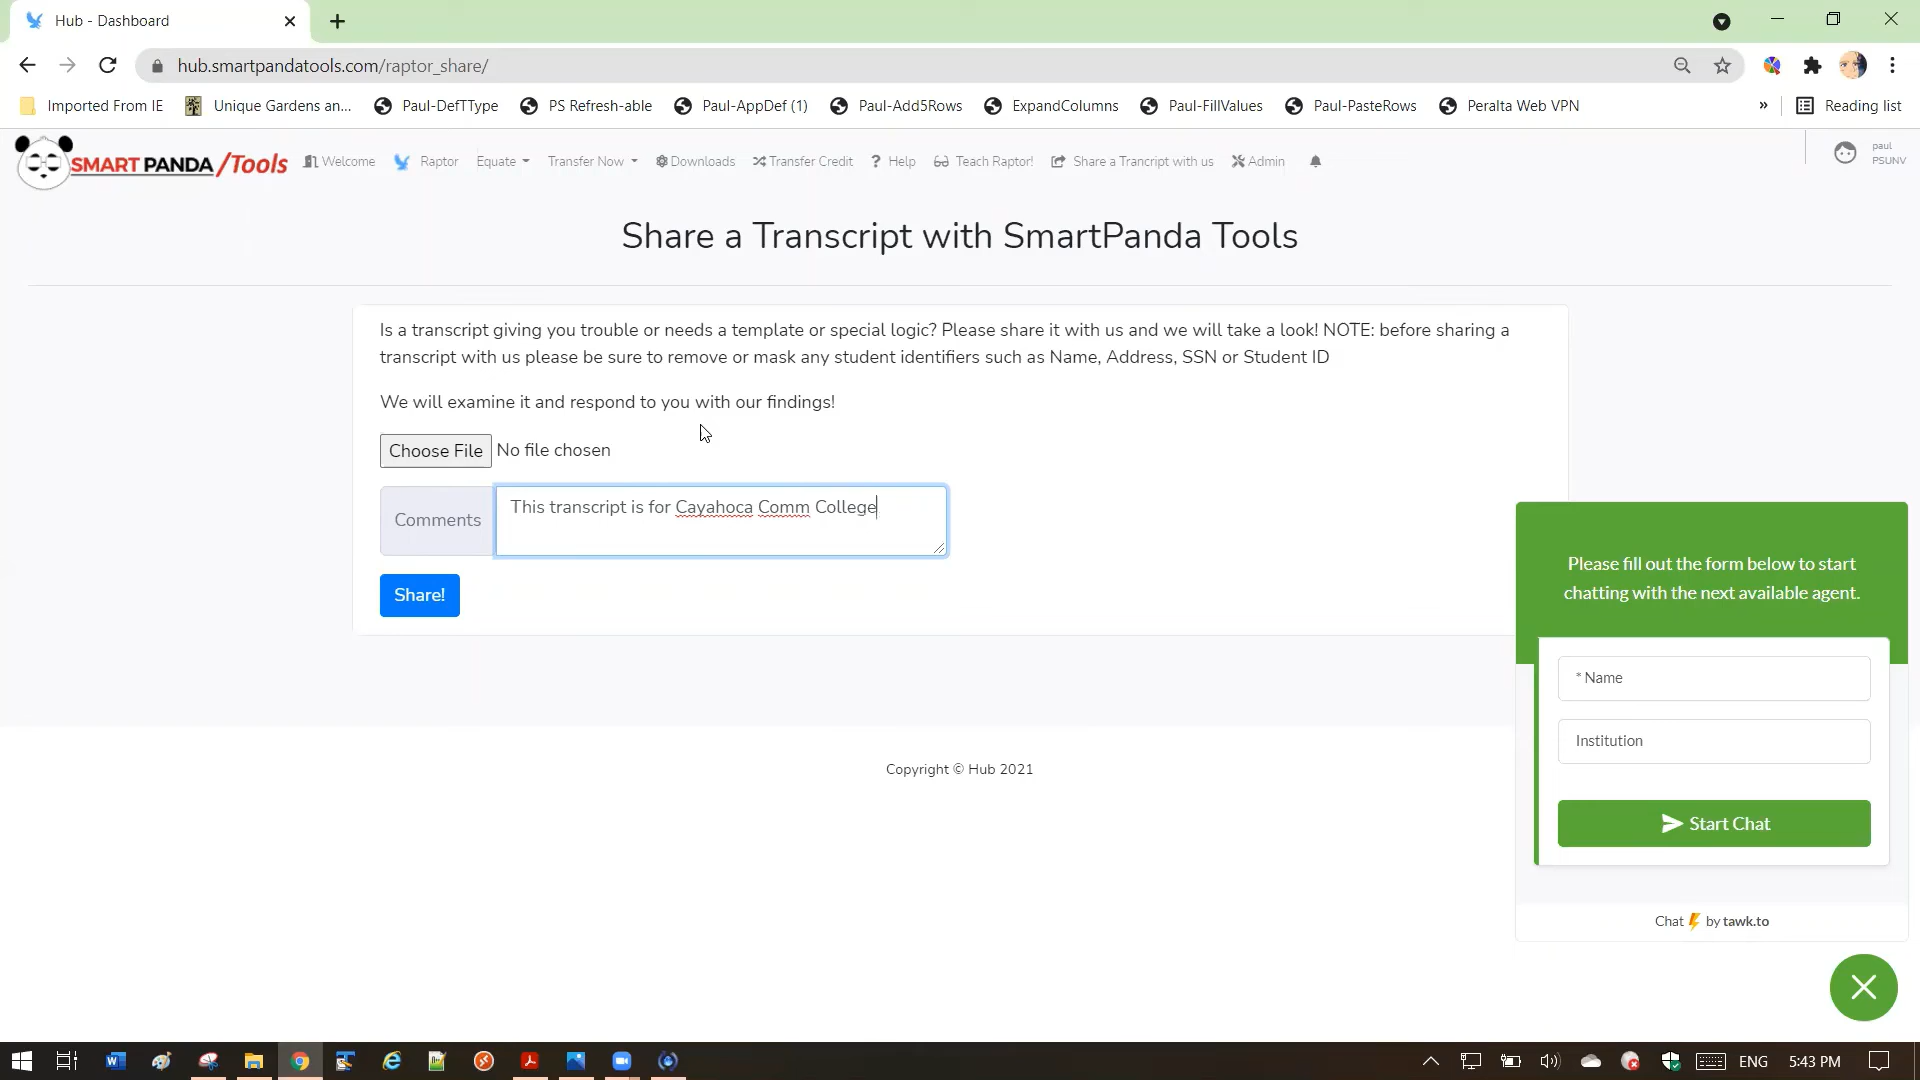 Hub - Dashboard
hub.smartpandatools.com/raptor_share/
Imported From IE
Unique Gardens an...
Paul-DefTType
PS Refresh-able
Paul-AppDef (1)
Paul-Add5Rows
ExpandColumns
Paul-FillValues
Paul-PasteRows
Peralta Web VPN
»
Reading list
SMART PANDA/Tools
Welcome
Raptor
Equate
Transfer Now
Downloads
Transfer Credit
? Help
Teach Raptor!
Share a Trancript with us
Admin
paul
PSUNV
Share a Transcript with SmartPanda Tools
Is a transcript giving you trouble or needs a template or special logic? Please share it with us and we will take a look! NOTE: before sharing a
transcript with us please be sure to remove or mask any student identifiers such as Name, Address, SSN or Student ID
We will examine it and respond to you with our findings!
Choose File No file chosen
Comments
This transcript is for Cayahoca Comm College
Share!
Please fill out the form below to start
chatting with the next available agent.
* Name
Institution
Start Chat
Chat by tawk.to
Copyright © Hub 2021
ENG
5:43 PM